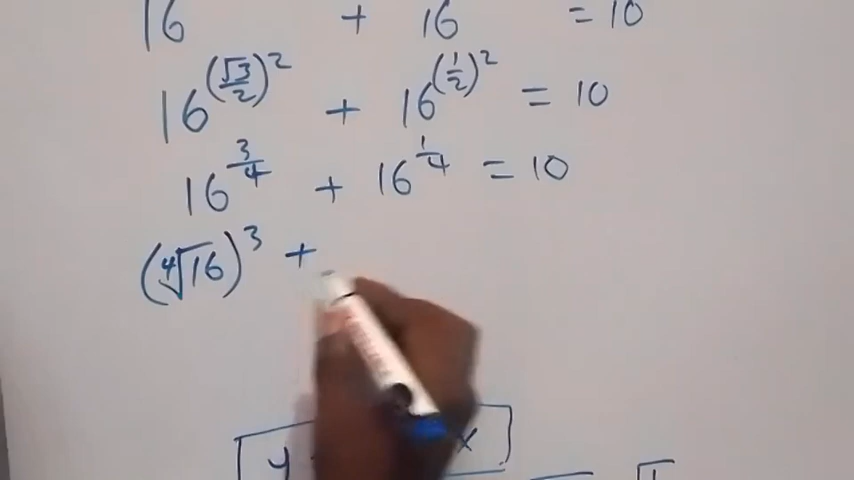 16 + 16 = 10
16^(√3/2)² + 16^(1/2)² = 10
16^3/4 + 16^1/4 = 10
(∜16)³ +
y x